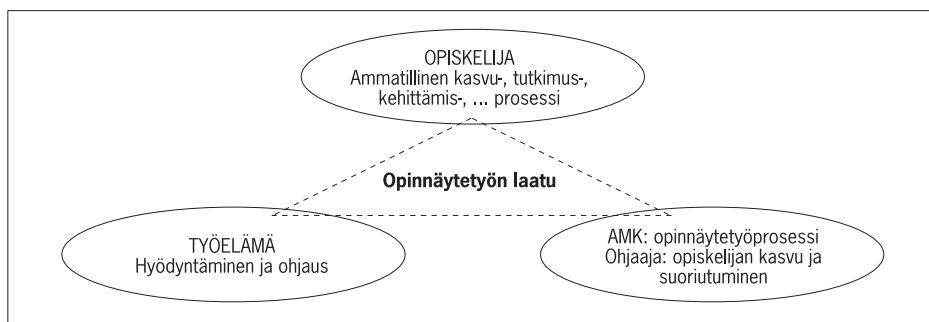 OPISKELIJA
Ammatillinen kasvu-, tutkimus-,
kehittämis-, ... prosessi
Opinnäytetyön laatu
TYÖELÄMÄ
Hyödyntäminen ja ohjaus
AMK: opinnäytetyöprosessi
Ohjaaja: opiskelijan kasvu ja
suoriutuminen